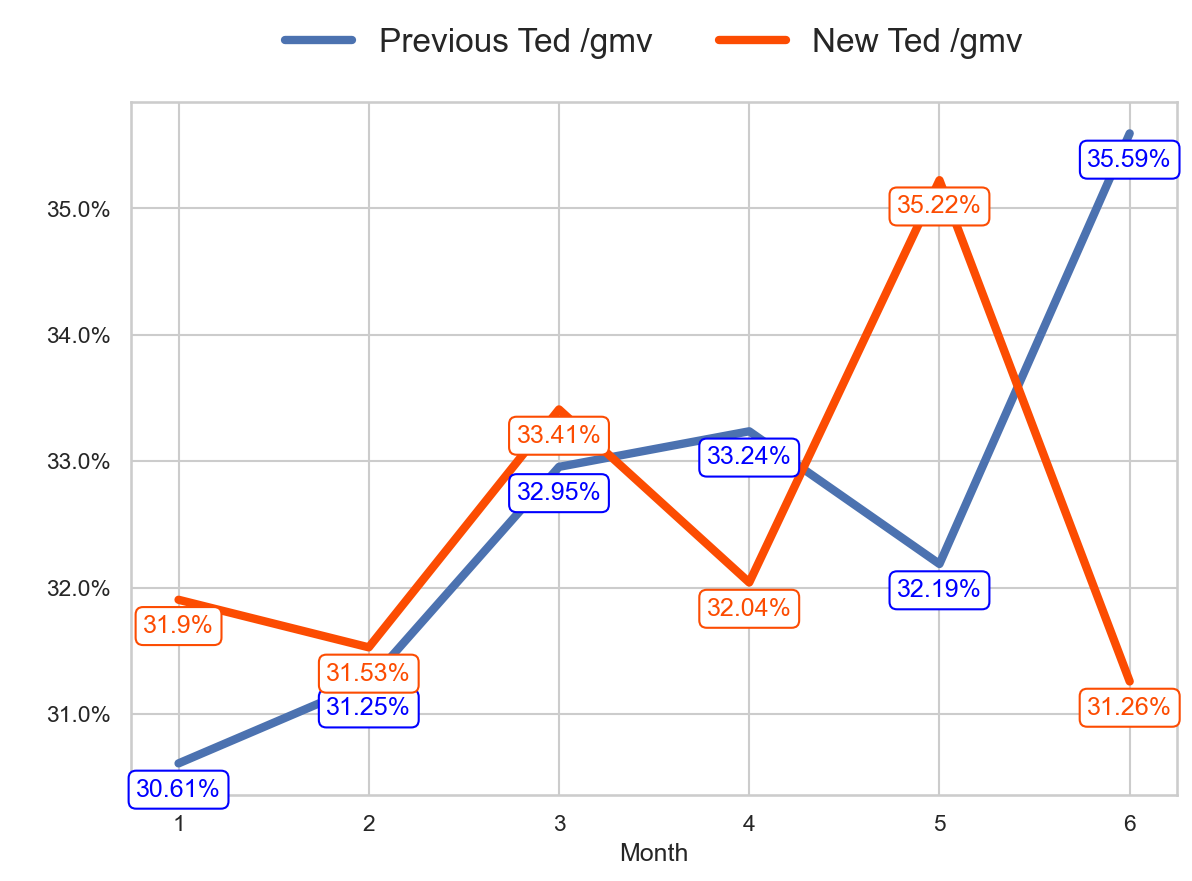 Previous Ted /gmv New Ted /gmv
35.59%
35.0% 35.22%
34.0%
33.41%
33.0% 33.24%
32.95%
32.0% 32.19%
31.9% 32.04%
31.53%
31.0% 31.25% 31.26%
30.61%
1 2 3 4 5 6
Month